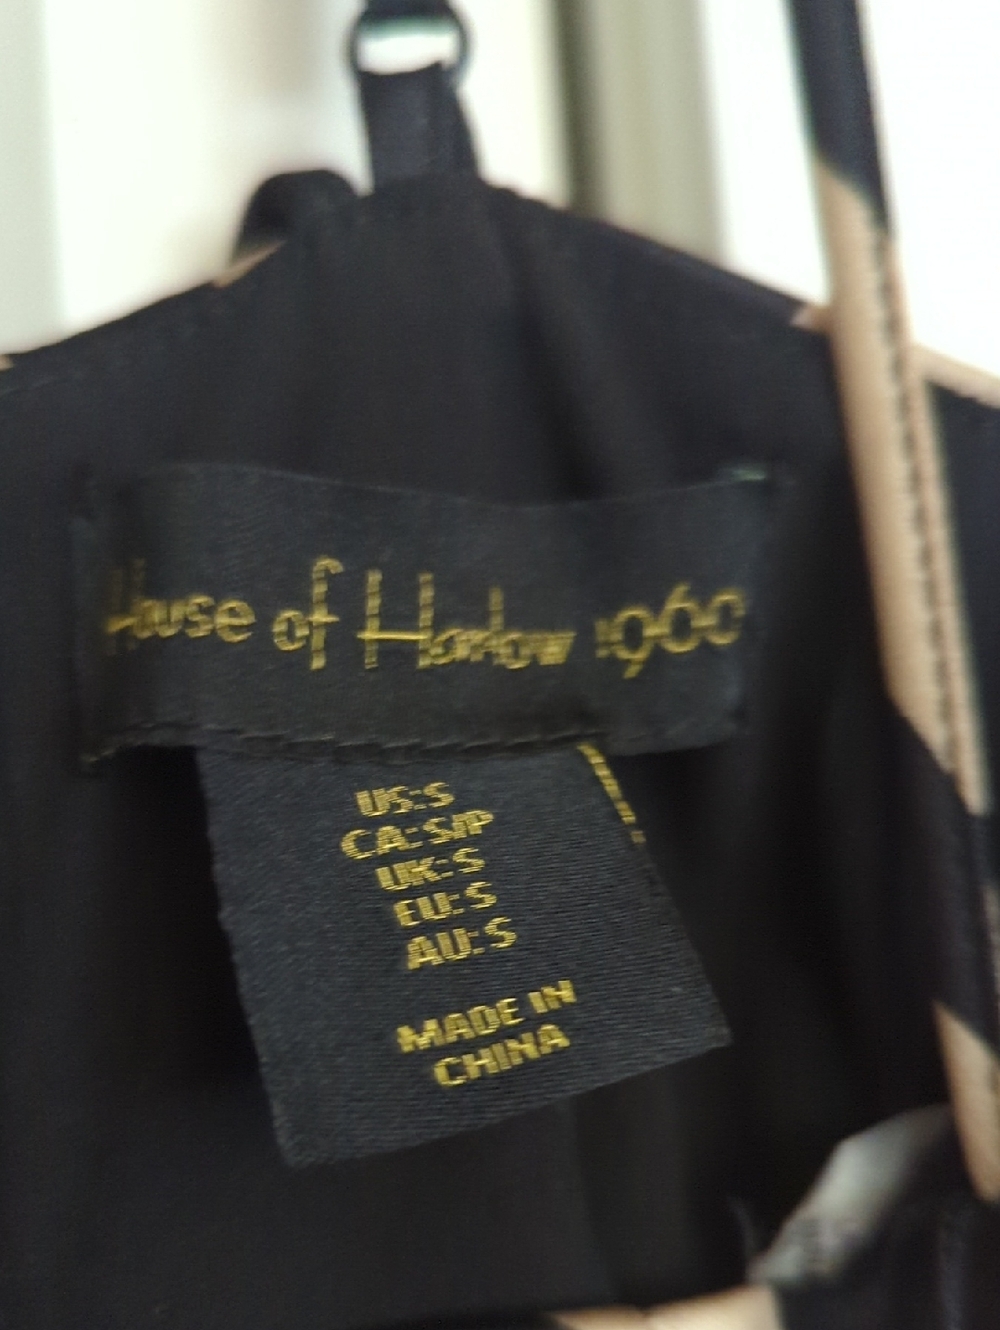 House of Harlow 1960
US:S
CA:S/P
UK:S
EU:S
AU:S
MADE IN
CHINA